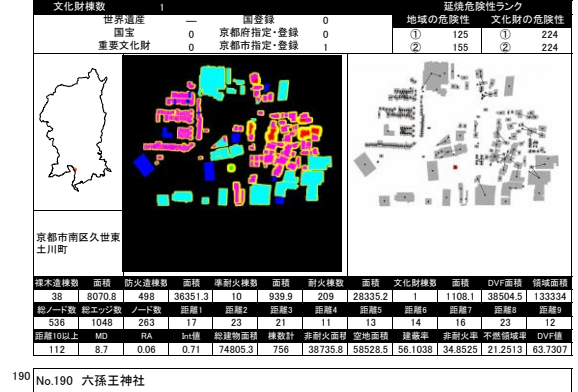 文化財棟数 1 延焼危険性ランク
世界遺産 — 国登録 0 地域の危険性 文化財の危険性
国宝 0 京都府指定・登録 0 ① 125 ① 224
重要文化財 0 京都市指定・登録 1 ② 155 ② 224
京都市南区久世東
土川町
裸木造棟数 面積 防火造棟数 面積 準耐火棟数 面積 耐火棟数 面積 文化財棟数 面積 DVF面積 領域面積
38 8070.8 498 36351.3 10 939.9 209 28335.2 1 1108.1 38504.5 133334
総ノード数 総エッジ数 ノード数 距離1 距離2 距離3 距離4 距離5 距離6 距離7 距離8 距離9
536 1048 263 17 23 21 11 13 14 16 23 12
距離10以上 MD RA Int値 総建物面積 棟数計 非耐火面積 空地面積 建蔽率 非耐火率 不燃領域率 DVF値
112 8.7 0.06 0.71 74805.3 756 38735.8 58528.5 56.1038 34.8525 21.2513 63.7307
190 No.190 六孫王神社